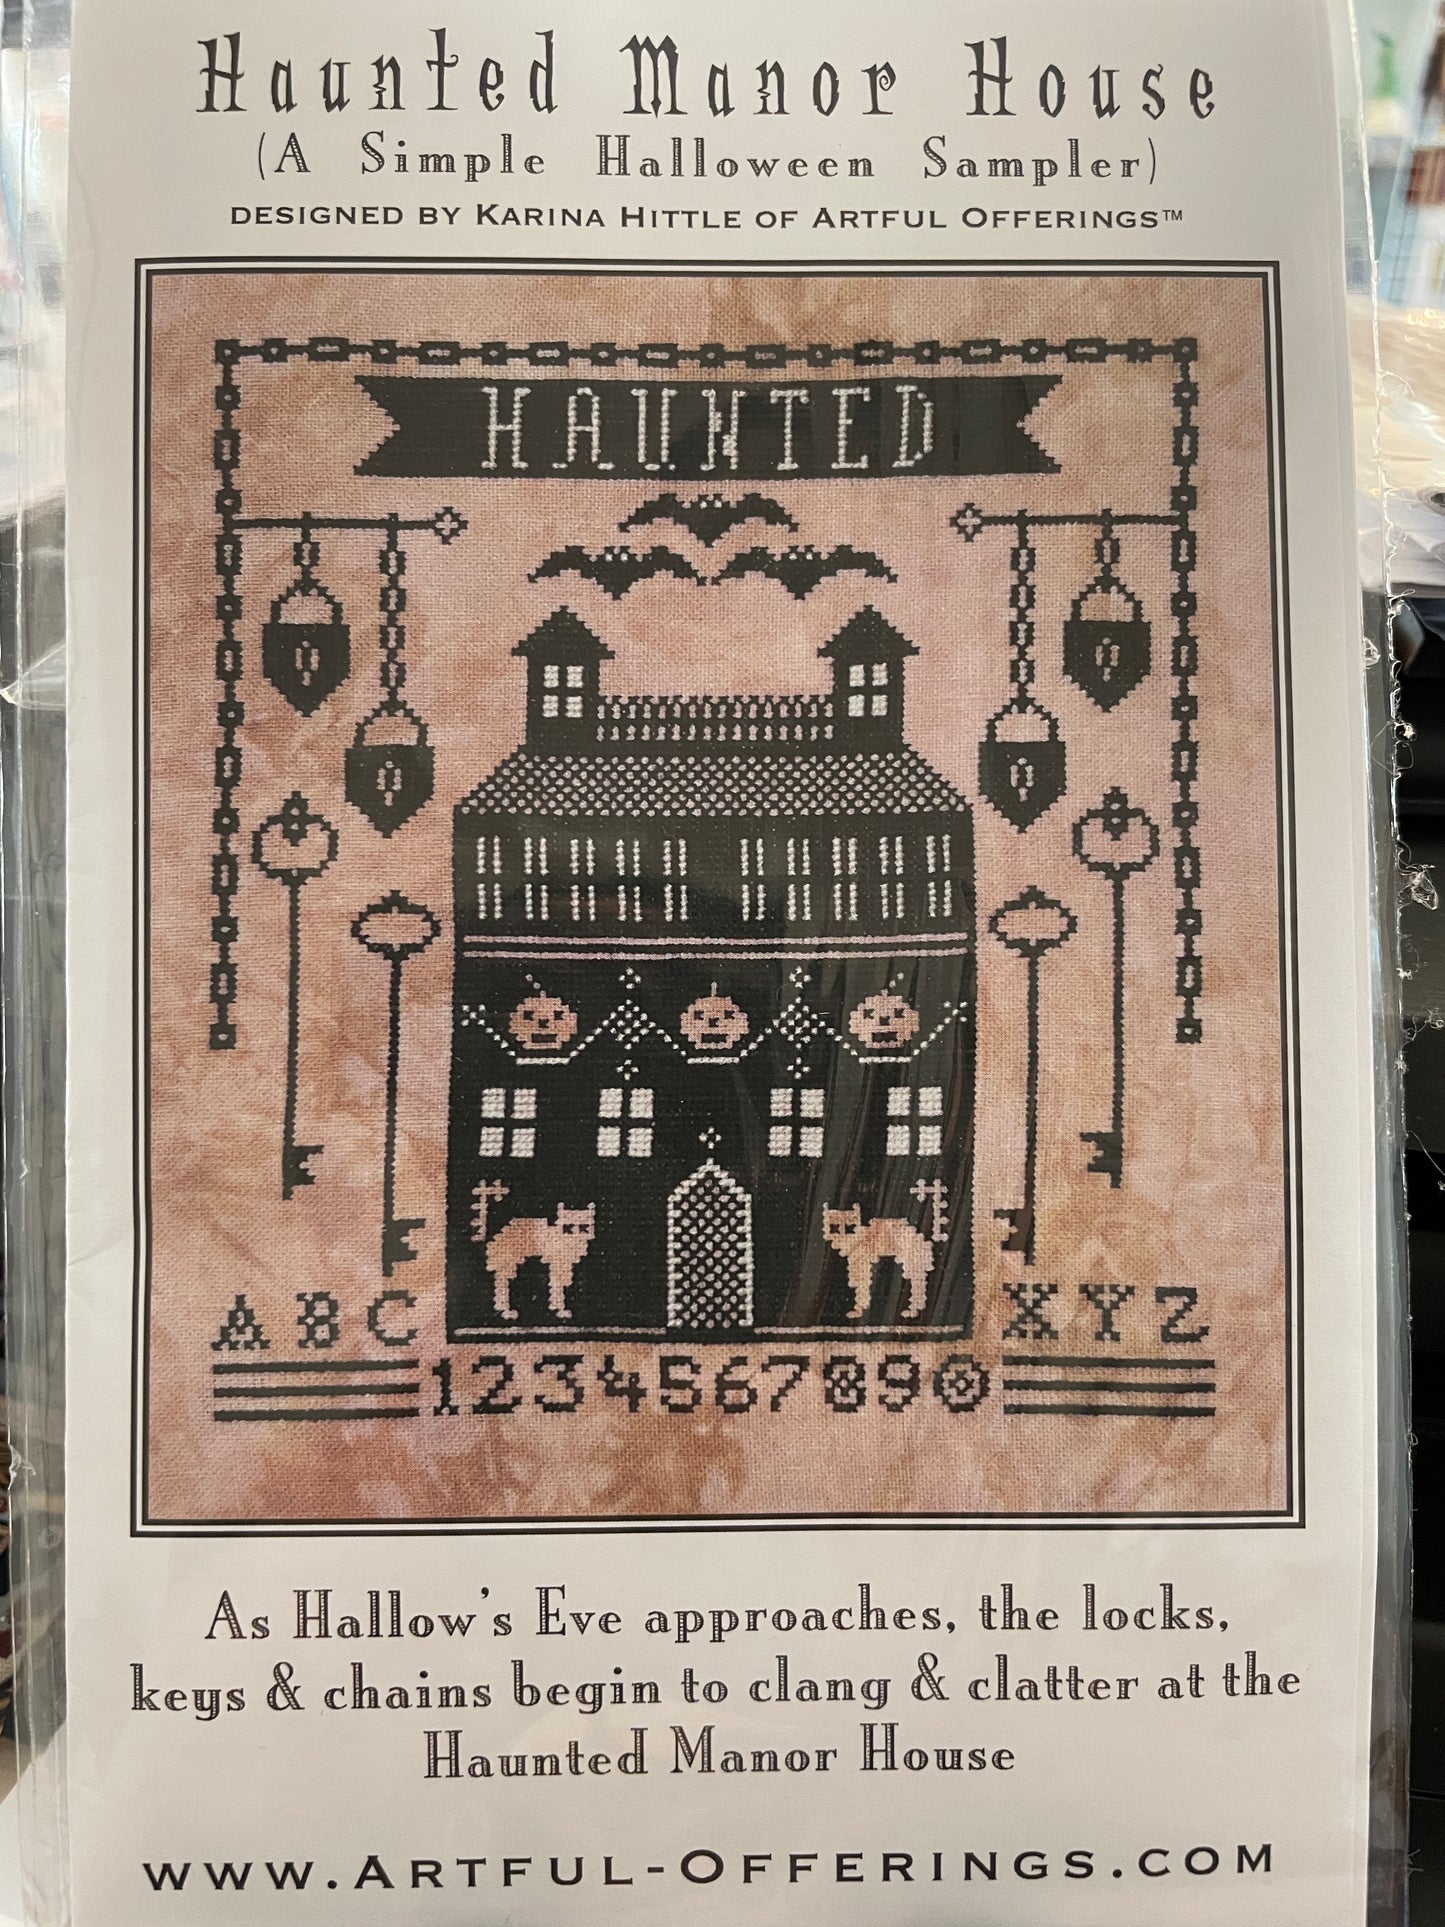 Haunted Manor House
(A Simple Halloween Sampler)
DESIGNED BY KARINA HITTLE OF ARTFUL OFFERINGS™
HAUNTED
ABC XYZ
1234567890
As Hallow's Eve approaches, the locks,
keys & chains begin to clang & clatter at the
Haunted Manor House
WWW.ARTFUL-OFFERINGS.COM